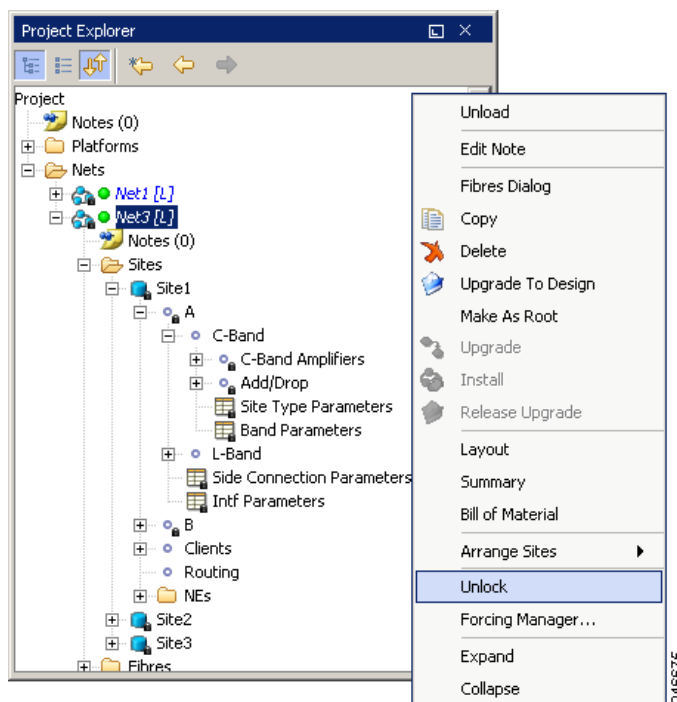 Project Explorer
Project
Notes (0)
Platforms
Nets
Net1 [L]
Net3 [L]
Notes (0)
Sites
Site1
A
C-Band
C-Band Amplifiers
Add/Drop
Site Type Parameters
Band Parameters
L-Band
Side Connection Parameters
Intf Parameters
B
Clients
Routing
NEs
Site2
Site3
Fibres
Unload
Edit Note
Fibres Dialog
Copy
Delete
Upgrade To Design
Make As Root
Upgrade
Install
Release Upgrade
Layout
Summary
Bill of Material
Arrange Sites
Unlock
Forcing Manager...
Expand
Collapse